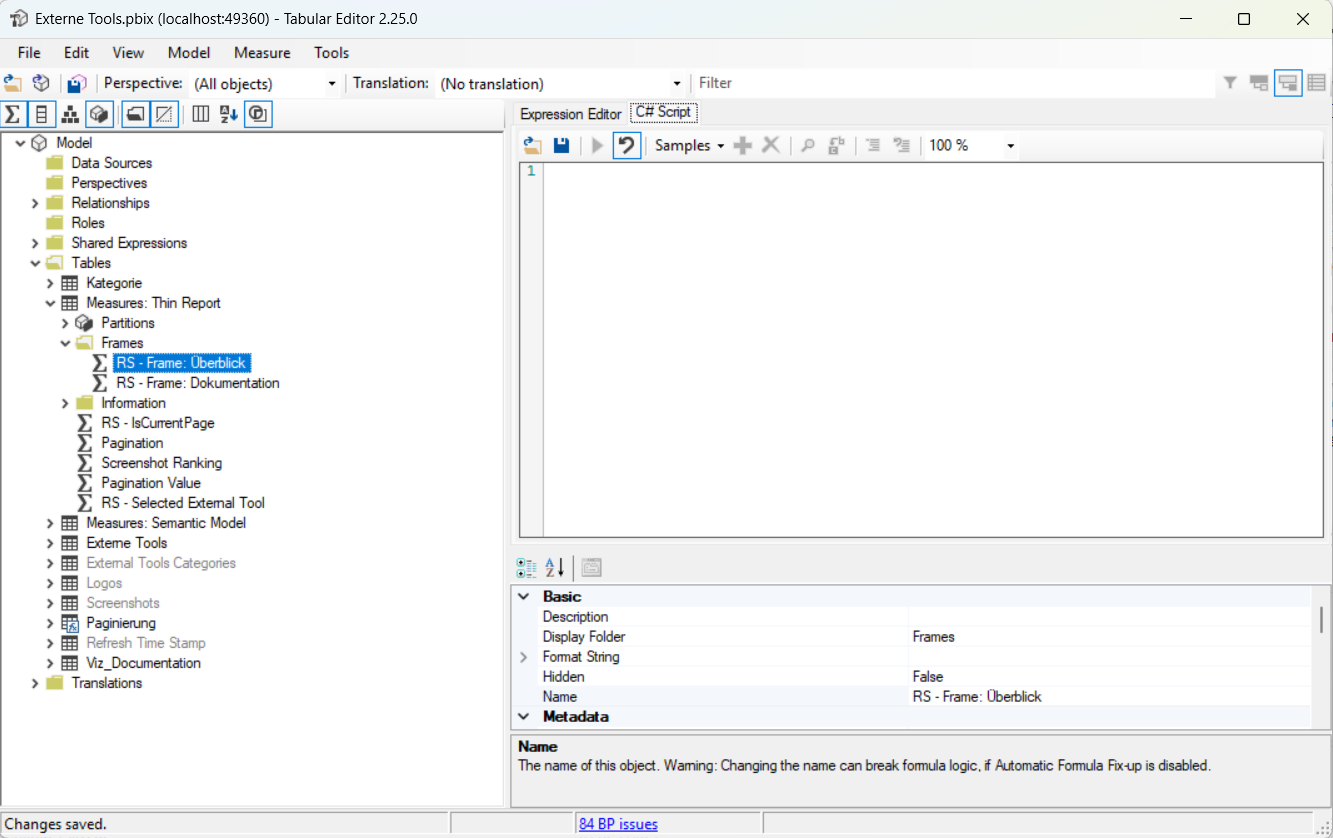 Externe Tools.pbix (localhost:49360) - Tabular Editor 2.25.0
File Edit View Model Measure Tools
Perspective: (All objects) Translation: (No translation) Filter
Expression Editor C# Script
Samples 100 %
1
Model
Data Sources
Perspectives
Relationships
Roles
Shared Expressions
Tables
Kategorie
Measures: Thin Report
Partitions
Frames
RS - Frame: Überblick
RS - Frame: Dokumentation
Information
RS - IsCurrentPage
Pagination
Screenshot Ranking
Pagination Value
RS - Selected External Tool
Measures: Semantic Model
Externe Tools
External Tools Categories
Logos
Screenshots
Paginierung
Refresh Time Stamp
Viz_Documentation
Translations
Basic
Description
Display Folder Frames
Format String
Hidden False
Name RS - Frame: Überblick
Metadata
Name
The name of this object. Warning: Changing the name can break formula logic, if Automatic Formula Fix-up is disabled.
Changes saved. 84 BP issues